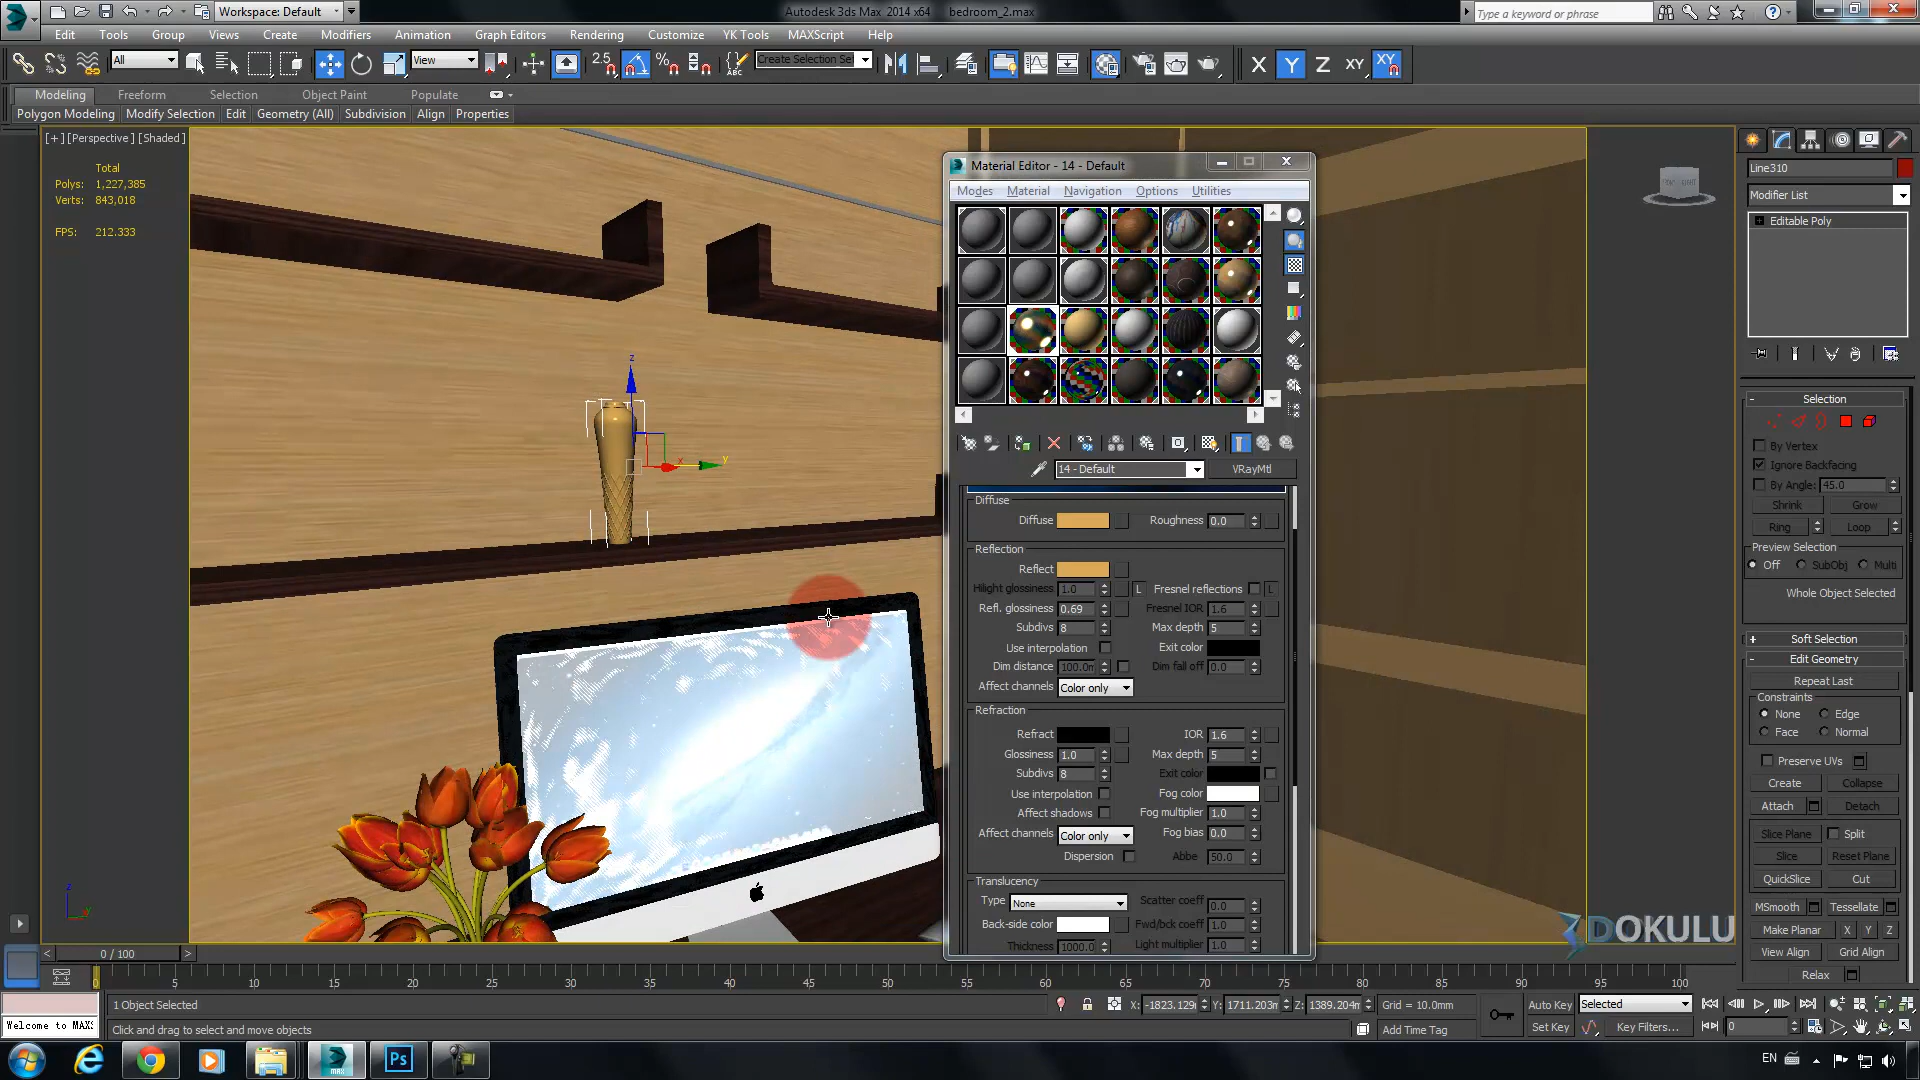 Workspace: Default
Autodesk 3ds Max 2014 x64 bedroom_2.max
Type a keyword or phrase
Edit Tools Group Views Create Modifiers Animation Graph Editors Rendering Customize YK Tools MAXScript Help
All View 2.5 Create Selection Se X Y Z XY XY
Modeling Freeform Selection Object Paint Populate
Polygon Modeling Modify Selection Edit Geometry (All) Subdivision Align Properties
[+][Perspective][Shaded]
Total
Polys: 1,227,385
Verts: 843,018
FPS: 212.333
z
x
y
Material Editor - 14 - Default
Modes Material Navigation Options Utilities
14 - Default VRayMtl
Diffuse
Diffuse Roughness 0.0
Reflection
Reflect
Hilight glossiness 1.0 L Fresnel reflections L
Refl. glossiness 0.69 Fresnel IOR 1.6
Subdivs 8 Max depth 5
Use interpolation Exit color
Dim distance 100.0 Dim fall off 0.0
Affect channels Color only
Refraction
Refract IOR 1.6
Glossiness 1.0 Max depth 5
Subdivs 8 Exit color
Use interpolation Fog color
Affect shadows Fog multiplier 1.0
Affect channels Color only Fog bias 0.0
Dispersion Abbe 50.0
Translucency
Type None Scatter coeff 0.0
Back-side color Fwd/bck coeff 1.0
Thickness 1000.0 Light multiplier 1.0
Line310
Modifier List
Editable Poly
- Selection
By Vertex
Ignore Backfacing
By Angle: 45.0
Shrink Grow
Ring Loop
Preview Selection
Off SubObj Multi
Whole Object Selected
+ Soft Selection
- Edit Geometry
Repeat Last
Constraints
None Edge
Face Normal
Preserve UVs
Create Collapse
Attach Detach
Slice Plane Split
Slice Reset Plane
QuickSlice Cut
MSmooth Tessellate
Make Planar X Y Z
View Align Grid Align
Relax
DOKULU
z
y
< 0 / 100 >
0 5 10 15 20 25 30 35 40 45 50 55 60 65 70 75 80 85 90 95 100
1 Object Selected X: -1823.129 Y: 1711.203m Z: 1389.204m Grid = 10.0mm Auto Key Selected
Welcome to MAX Click and drag to select and move objects Add Time Tag Set Key Key Filters... 0
MAX Ps EN